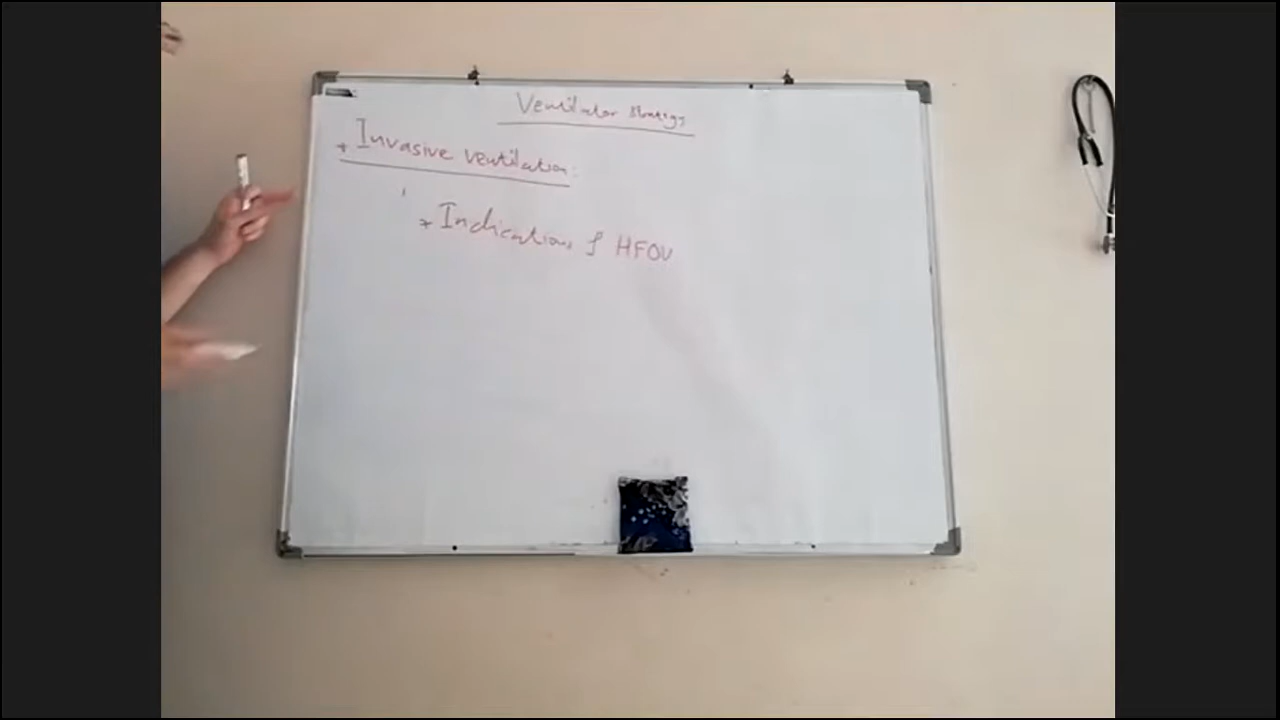 Ventilator strategy
* Invasive ventilation:
* Indications of HFOV